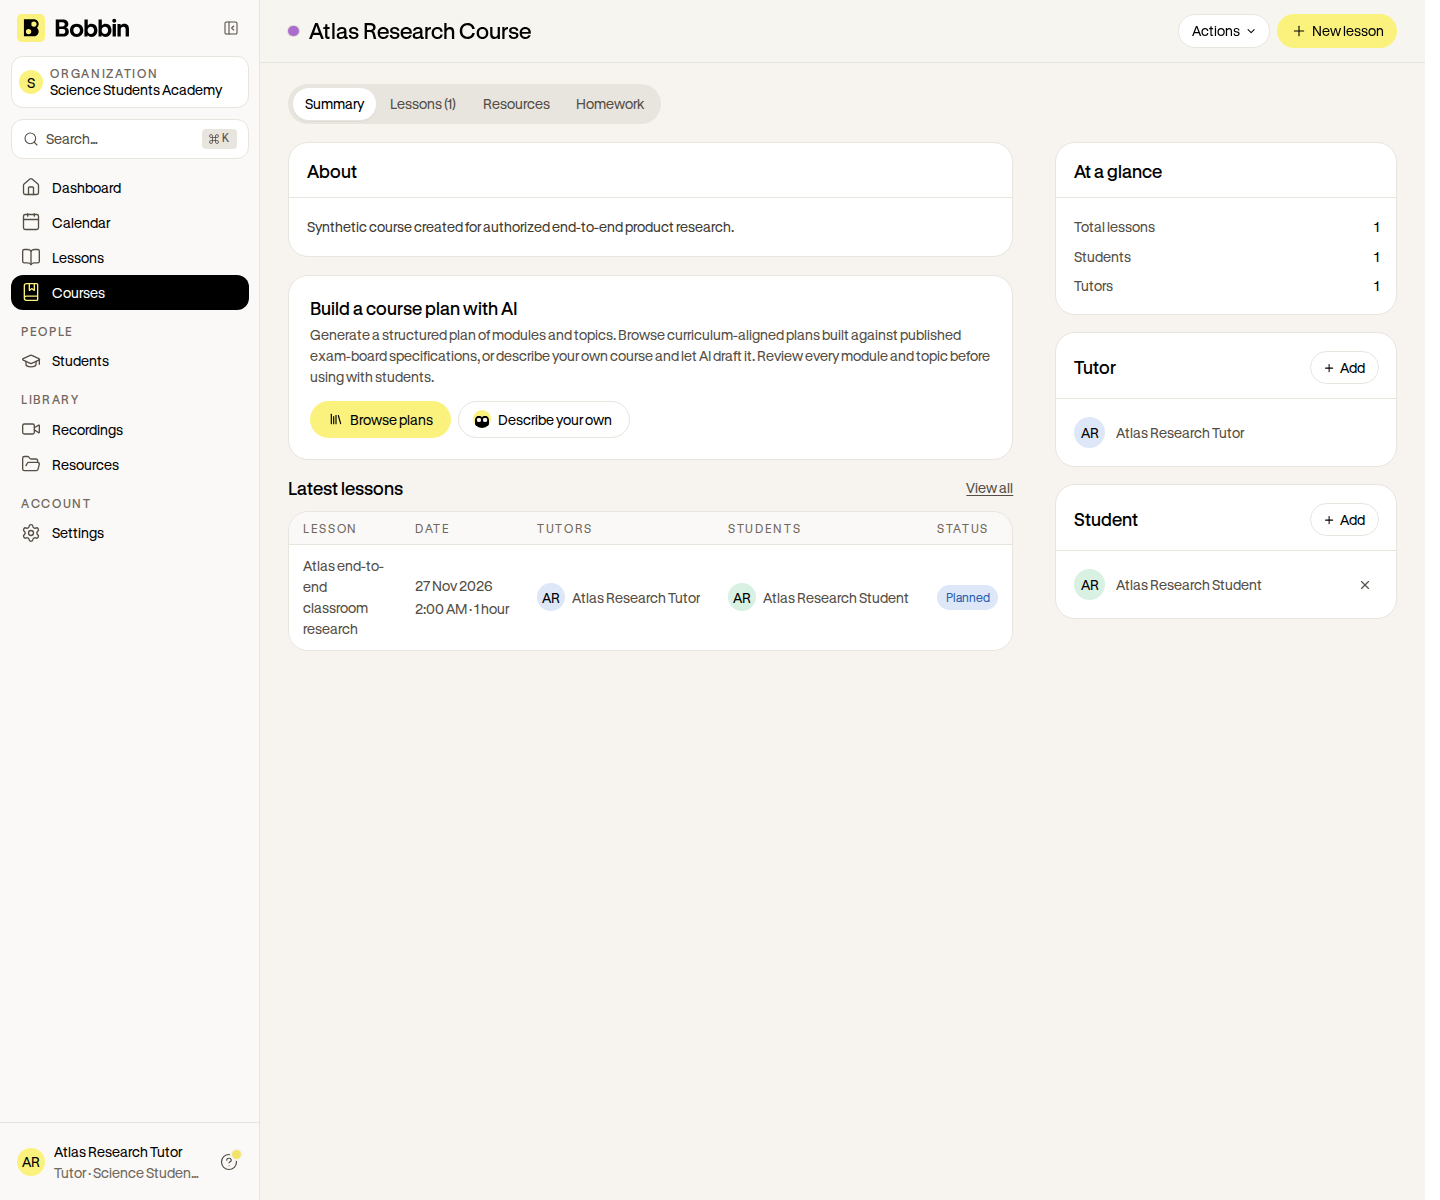 Bobbin
ORGANIZATION
S
Science Students Academy
Search...
⌘ K
Dashboard
Calendar
Lessons
Courses
PEOPLE
Students
LIBRARY
Recordings
Resources
ACCOUNT
Settings
AR
Atlas Research Tutor
Tutor · Science Studen...
Atlas Research Course
Actions
New lesson
Summary
Lessons (1)
Resources
Homework
About
Synthetic course created for authorized end-to-end product research.
Build a course plan with AI
Generate a structured plan of modules and topics. Browse curriculum-aligned plans built against published
exam-board specifications, or describe your own course and let AI draft it. Review every module and topic before
using with students.
Browse plans
Describe your own
Latest lessons
View all
LESSON DATE TUTORS STUDENTS STATUS
Atlas end-to-
end
classroom
research
27 Nov 2026
2:00 AM · 1 hour
AR Atlas Research Tutor
AR Atlas Research Student
Planned
At a glance
Total lessons 1
Students 1
Tutors 1
Tutor
+ Add
AR Atlas Research Tutor
Student
+ Add
AR Atlas Research Student